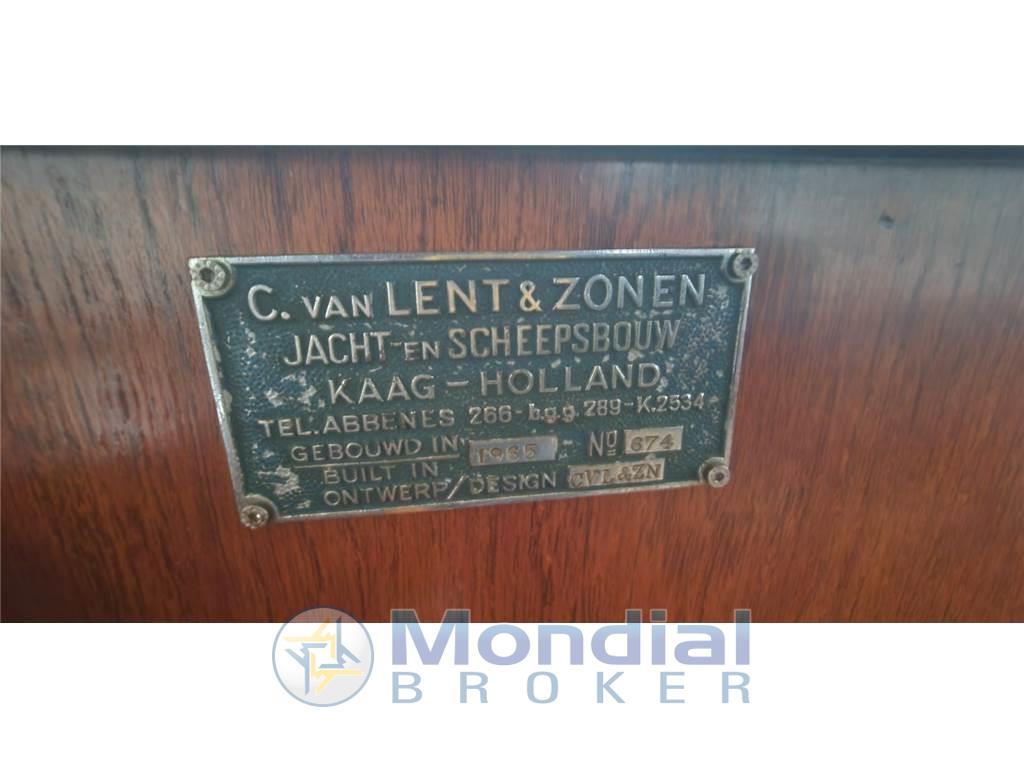 C. VAN LENT & ZONEN
JACHT-EN SCHEEPSBOUW
KAAG - HOLLAND
TEL. ABBENES 266- b.g.g. 289-K.2534
GEBOUWD IN 1965 - No 674
BUILT IN
ONTWERP/DESIGN CVL&ZN
Mondial
BROKER